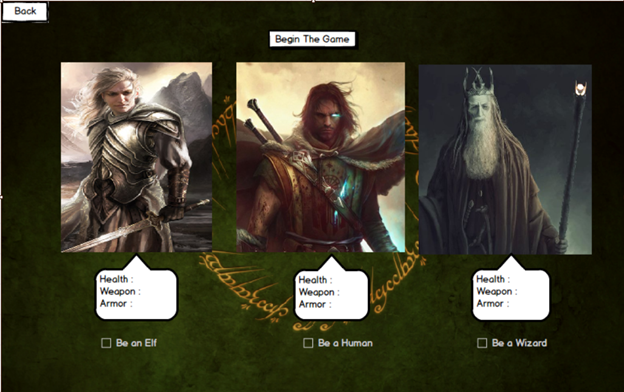 Back
Begin The Game
Health :
Weapon :
Armor :
Health :
Weapon :
Armor :
Health :
Weapon :
Armor :
Be an Elf
Be a Human
Be a Wizard